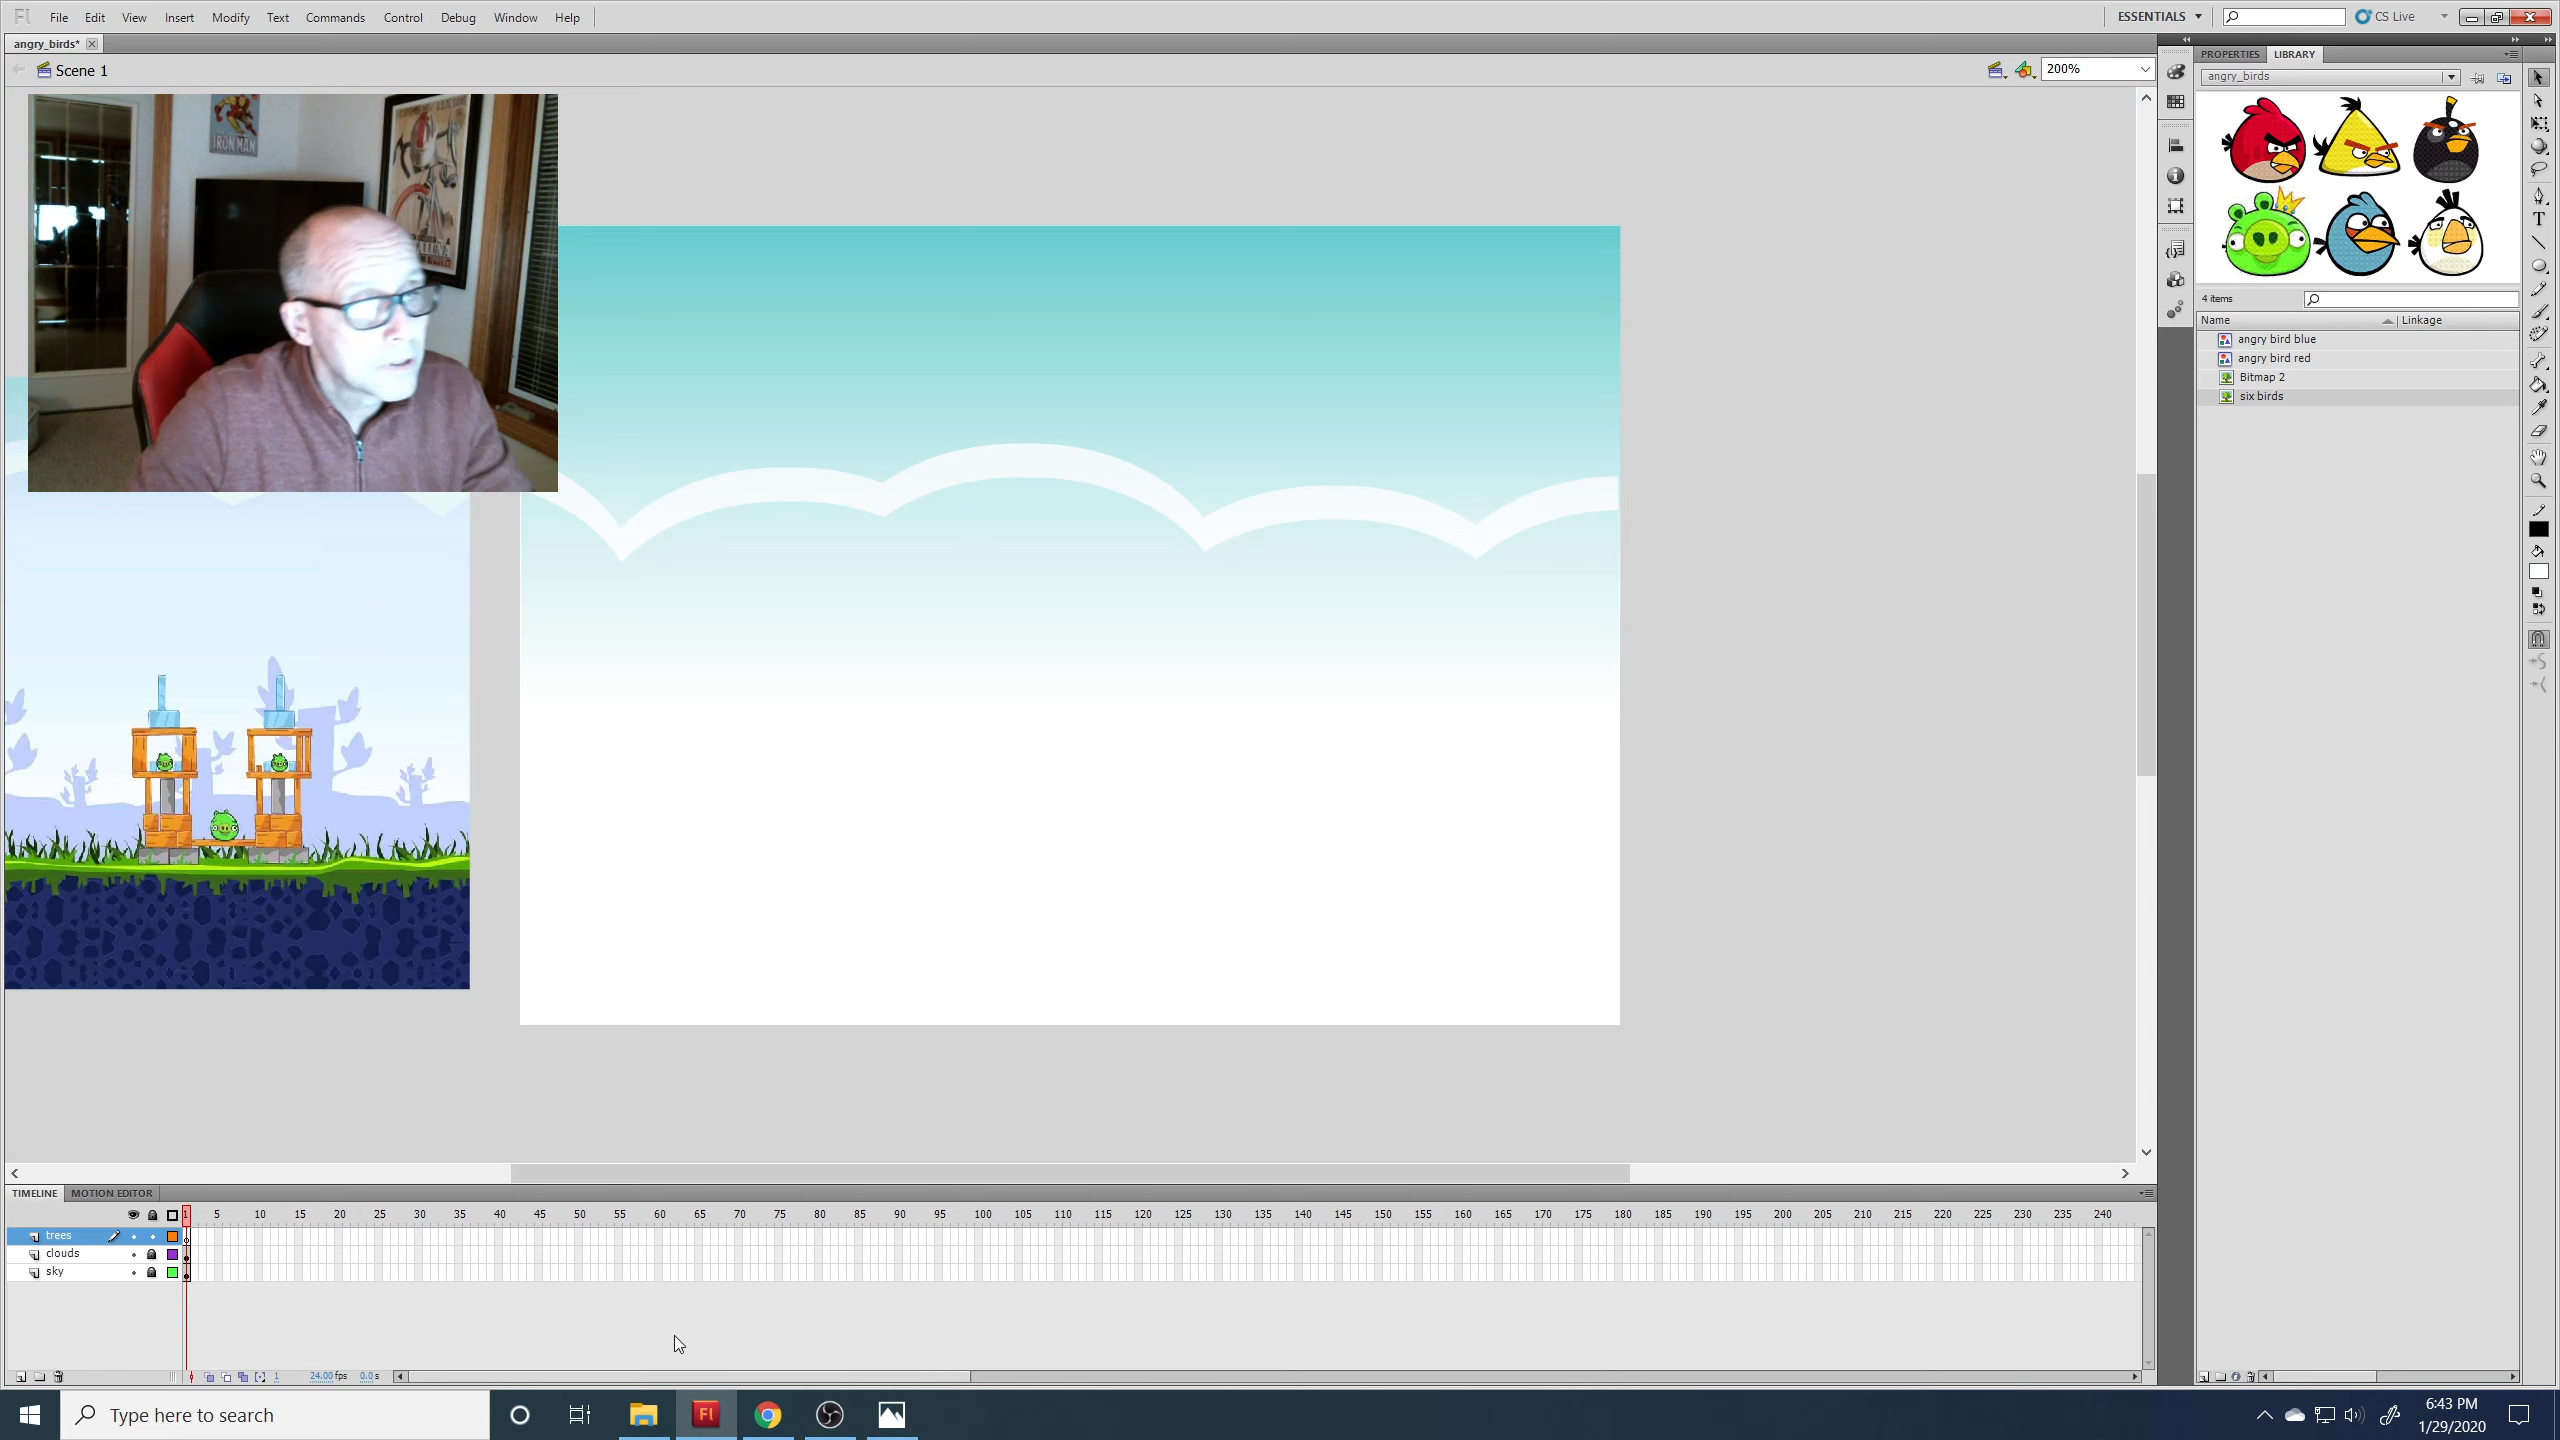 Fl File Edit View Insert Modify Text Commands Control Debug Window Help ESSENTIALS CS Live
angry_birds*
Scene 1 200%
IRON MAN
PROPERTIES LIBRARY
angry_birds
4 items
Name Linkage
angry bird blue
angry bird red
Bitmap 2
six birds
T
TIMELINE MOTION EDITOR
1 5 10 15 20 25 30 35 40 45 50 55 60 65 70 75 80 85 90 95 100 105 110 115 120 125 130 135 140 145 150 155 160 165 170 175 180 185 190 195 200 205 210 215 220 225 230 235 240
trees
clouds
sky
1 24.00 fps 0.0 s
Type here to search
Fl
6:43 PM
1/29/2020